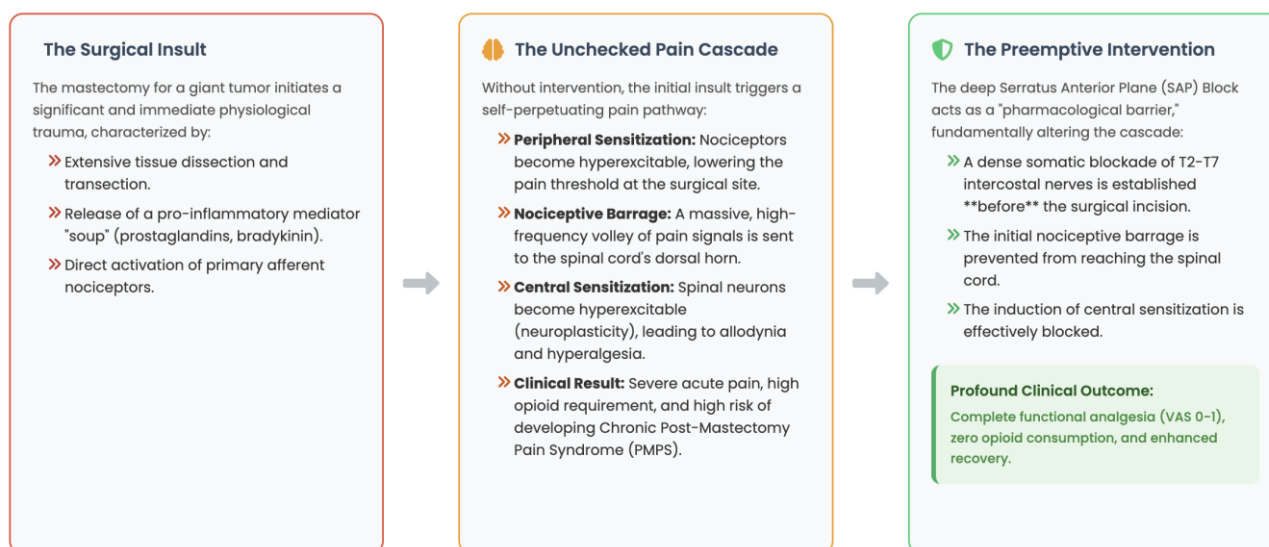 The Surgical Insult
The mastectomy for a giant tumor initiates a
significant and immediate physiological
trauma, characterized by:
Extensive tissue dissection and
transection.
Release of a pro-inflammatory mediator
"soup" (prostaglandins, bradykinin).
Direct activation of primary afferent
nociceptors.
The Unchecked Pain Cascade
Without intervention, the initial insult triggers a
self-perpetuating pain pathway:
Peripheral Sensitization: Nociceptors
become hyperexcitable, lowering the
pain threshold at the surgical site.
Nociceptive Barrage: A massive, high-
frequency volley of pain signals is sent
to the spinal cord's dorsal horn.
Central Sensitization: Spinal neurons
become hyperexcitable
(neuroplasticity), leading to allodynia
and hyperalgesia.
Clinical Result: Severe acute pain, high
opioid requirement, and high risk of
developing Chronic Post-Mastectomy
Pain Syndrome (PMPS).
The Preemptive Intervention
The deep Serratus Anterior Plane (SAP) Block
acts as a "pharmacological barrier,"
fundamentally altering the cascade:
A dense somatic blockade of T2-T7
intercostal nerves is established
**before** the surgical incision.
The initial nociceptive barrage is
prevented from reaching the spinal
cord.
The induction of central sensitization is
effectively blocked.
Profound Clinical Outcome:
Complete functional analgesia (VAS 0-1),
zero opioid consumption, and enhanced
recovery.